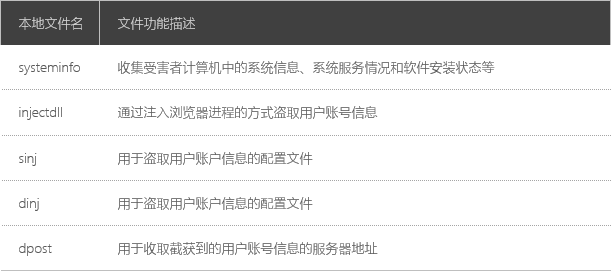 本地文件名 文件功能描述
systeminfo 收集受害者计算机中的系统信息、系统服务情况和软件安装状态等
injectdll 通过注入浏览器进程的方式盗取用户账号信息
sinj 用于盗取用户账户信息的配置文件
dinj 用于盗取用户账户信息的配置文件
dpost 用于收取截获到的用户账号信息的服务器地址